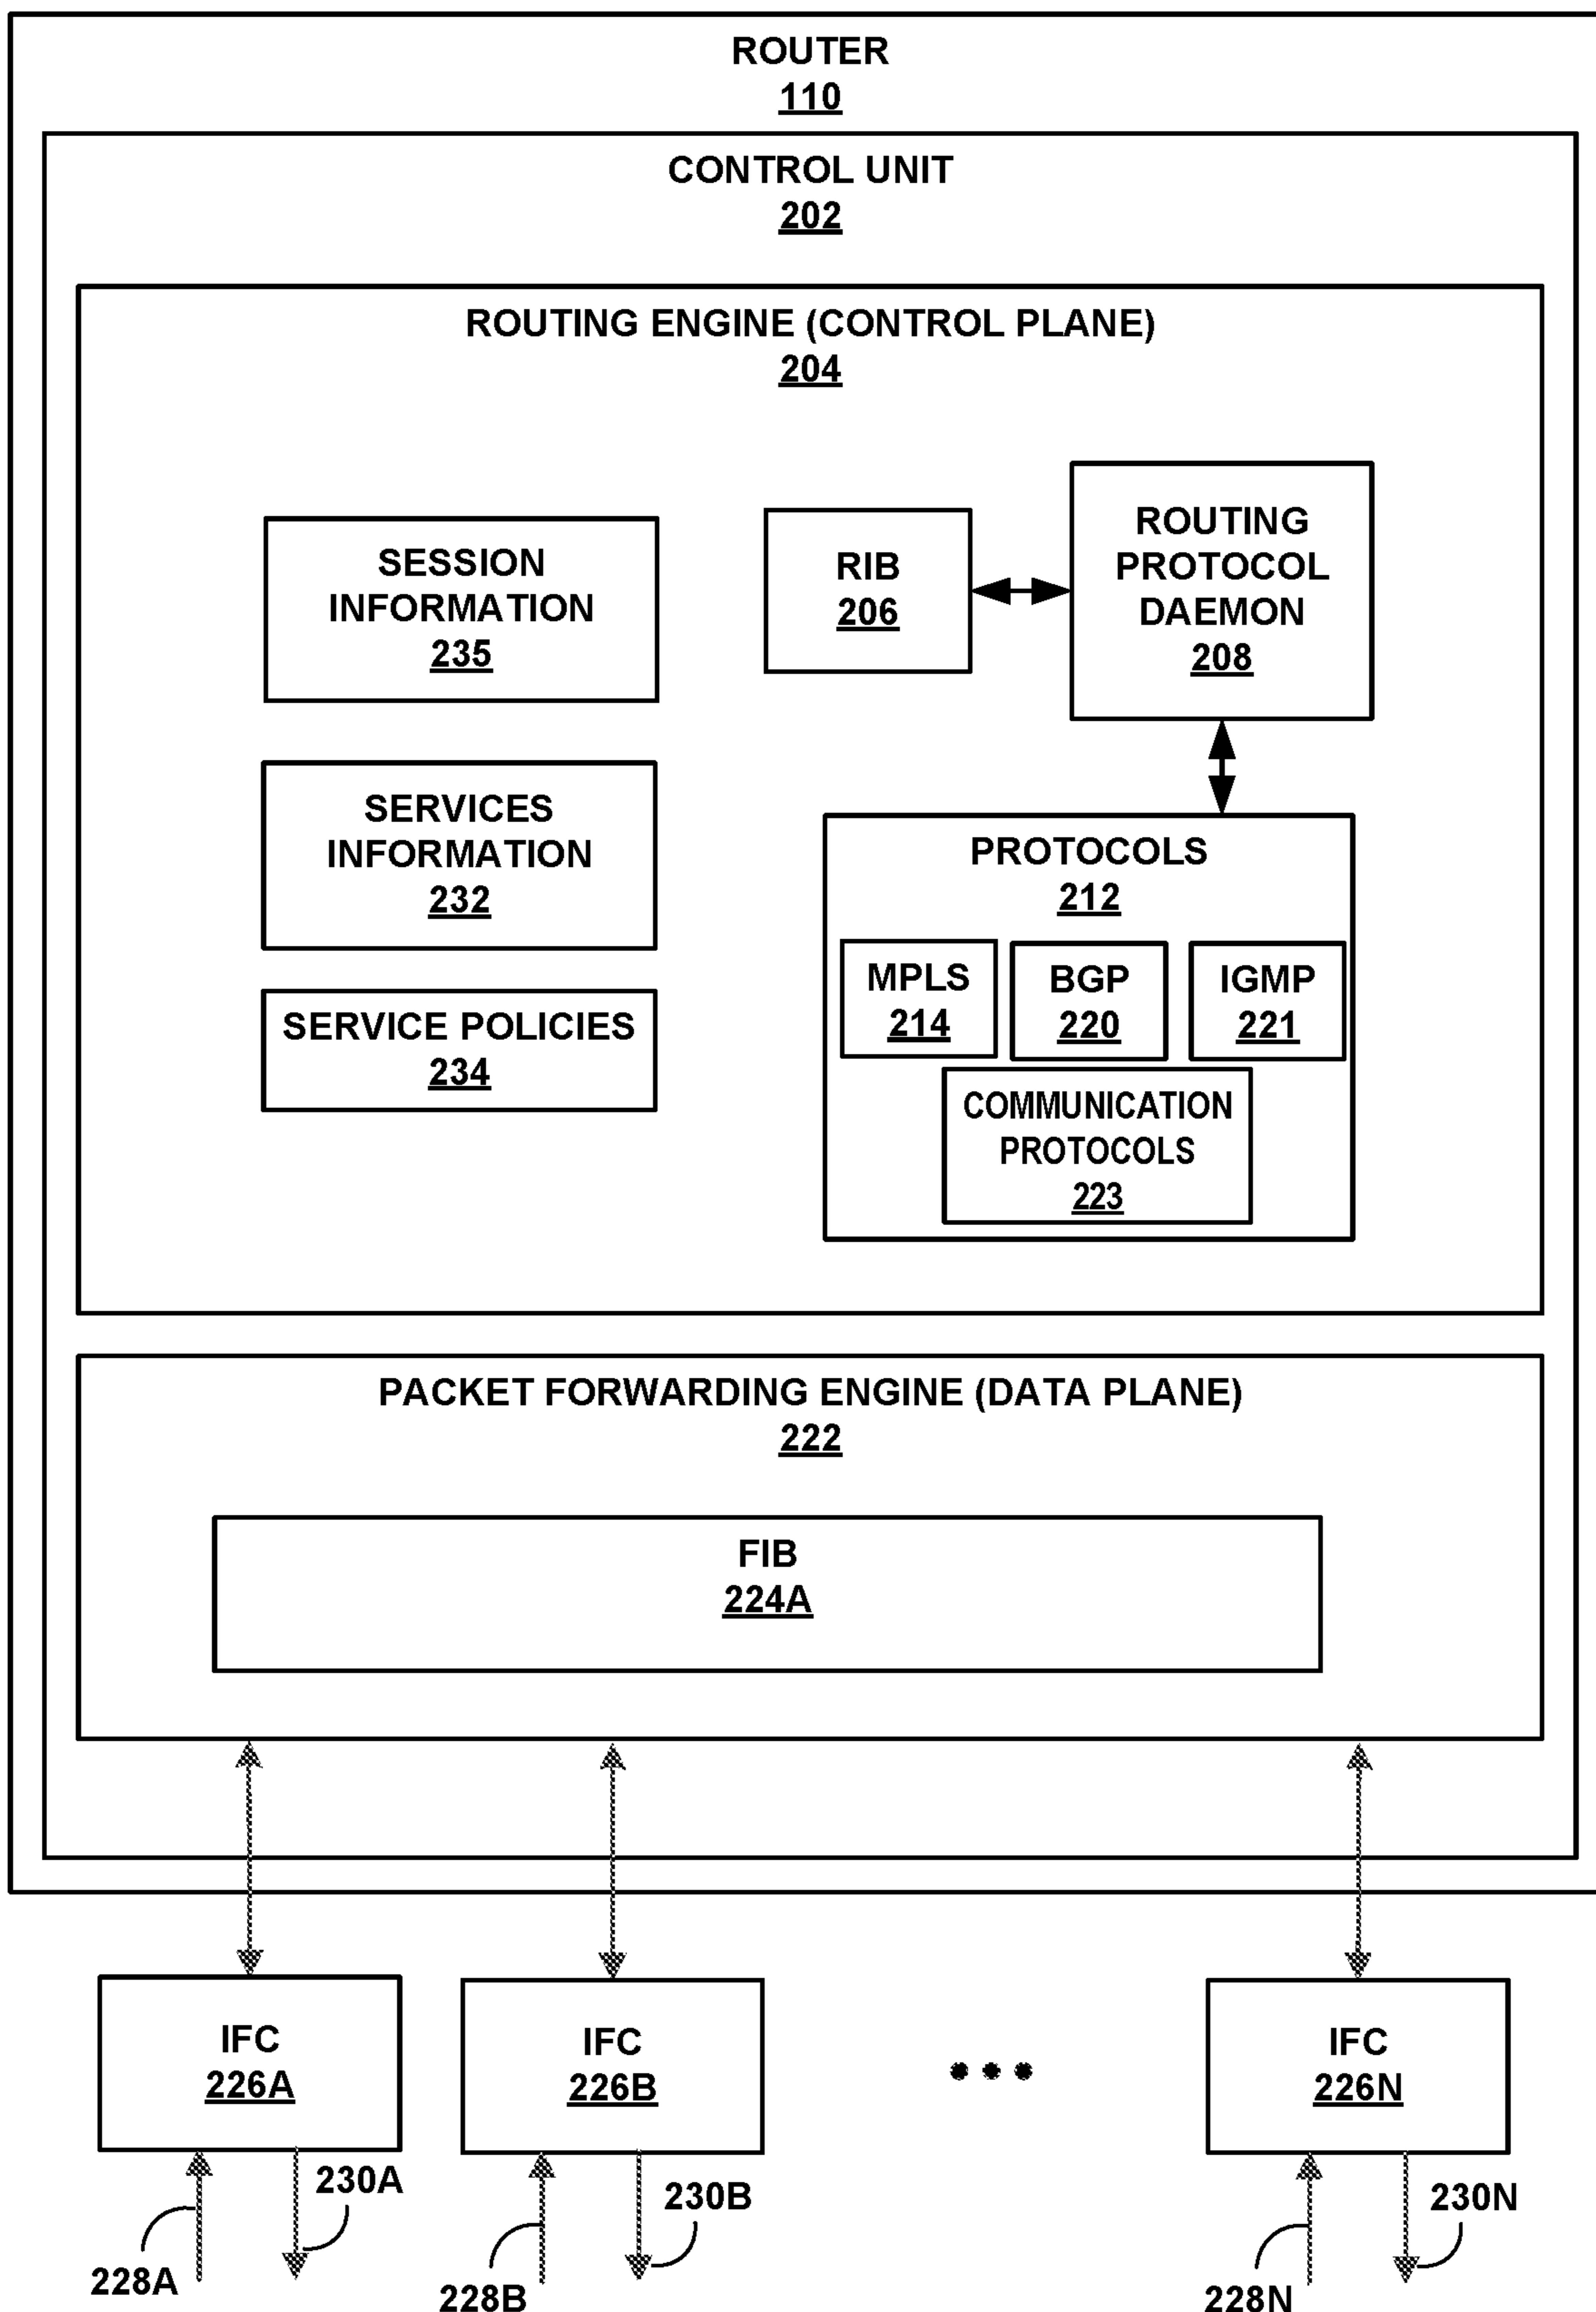 ROUTER
110
CONTROL UNIT
202
ROUTING ENGINE (CONTROL PLANE)
204
SESSION
INFORMATION
235
RIB
206
ROUTING
PROTOCOL
DAEMON
208
SERVICES
INFORMATION
232
SERVICE POLICIES
234
PROTOCOLS
212
MPLS
214
BGP
220
IGMP
221
COMMUNICATION
PROTOCOLS
223
PACKET FORWARDING ENGINE (DATA PLANE)
222
FIB
224A
IFC
226A
IFC
226B
IFC
226N
228A
230A
228B
230B
228N
230N